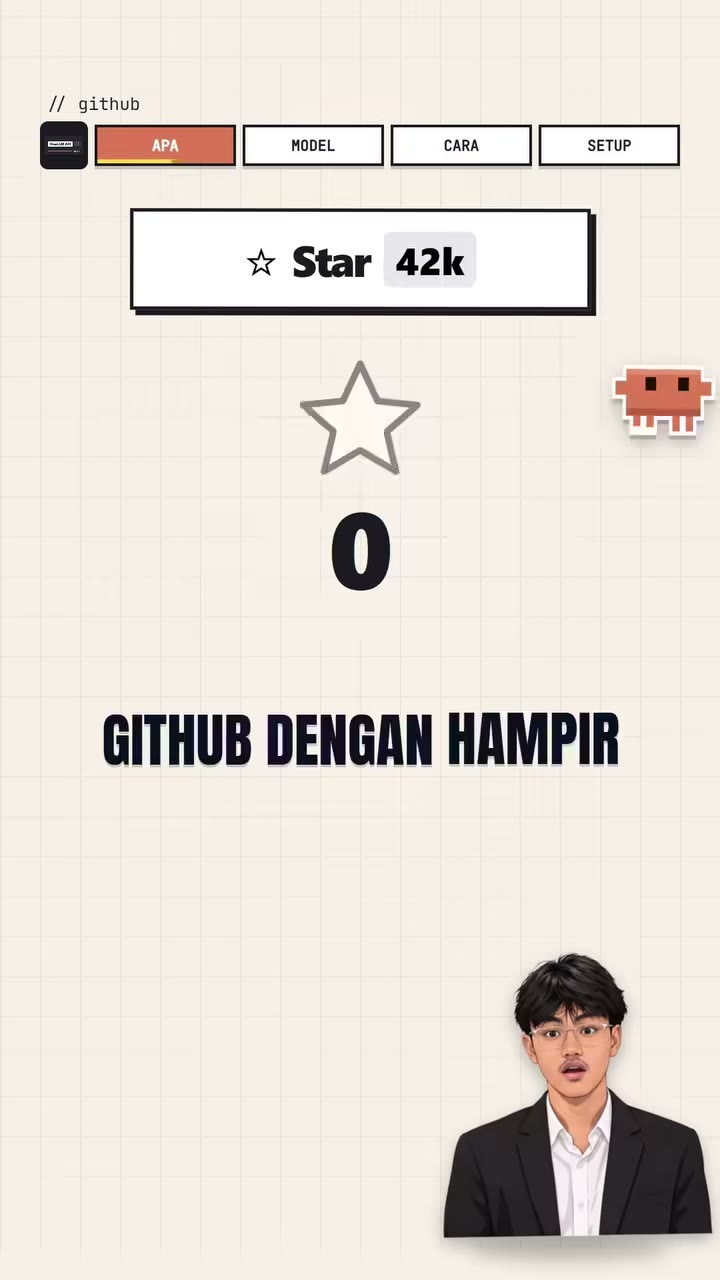 // github
APA
MODEL
CARA
SETUP
☆ Star 42k
0
GITHUB DENGAN HAMPIR